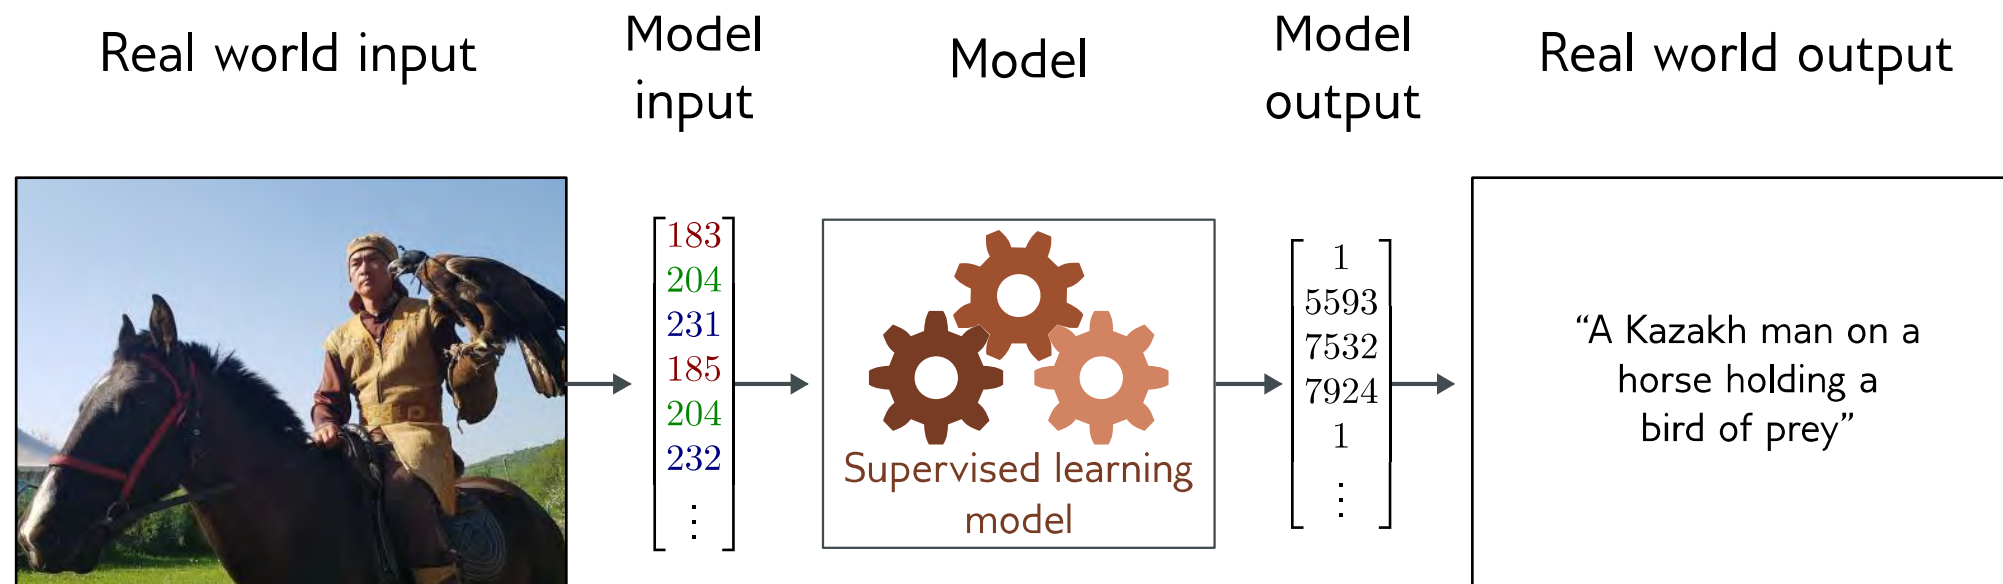 Real world input
Model
input
Model
Model
output
Real world output
183
204
231
185
204
232
⋮
Supervised learning
model
1
5593
7532
7924
1
⋮
“A Kazakh man on a
horse holding a
bird of prey”